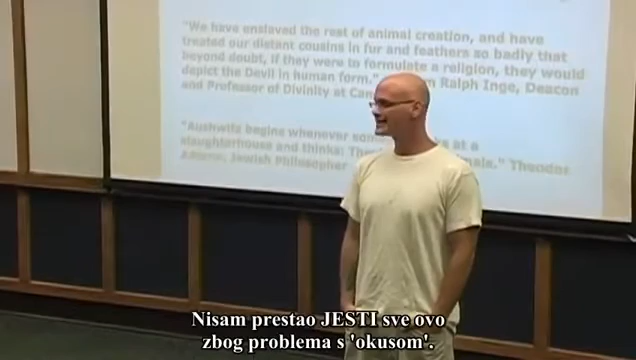 "We have enslaved the rest of animal creation, and have
treated our distant cousins in fur and feathers so badly that
beyond doubt, if they were to formulate a religion, they would
depict the Devil in human form." Ralph Inge, Deacon
and Professor of Divinity at
"Auschwitz begins whenever at a
slaughterhouse and thinks: Theodor
Jewish Philosopher
Nisam prestao JESTI sve ovo
zbog problema s 'okusom'.